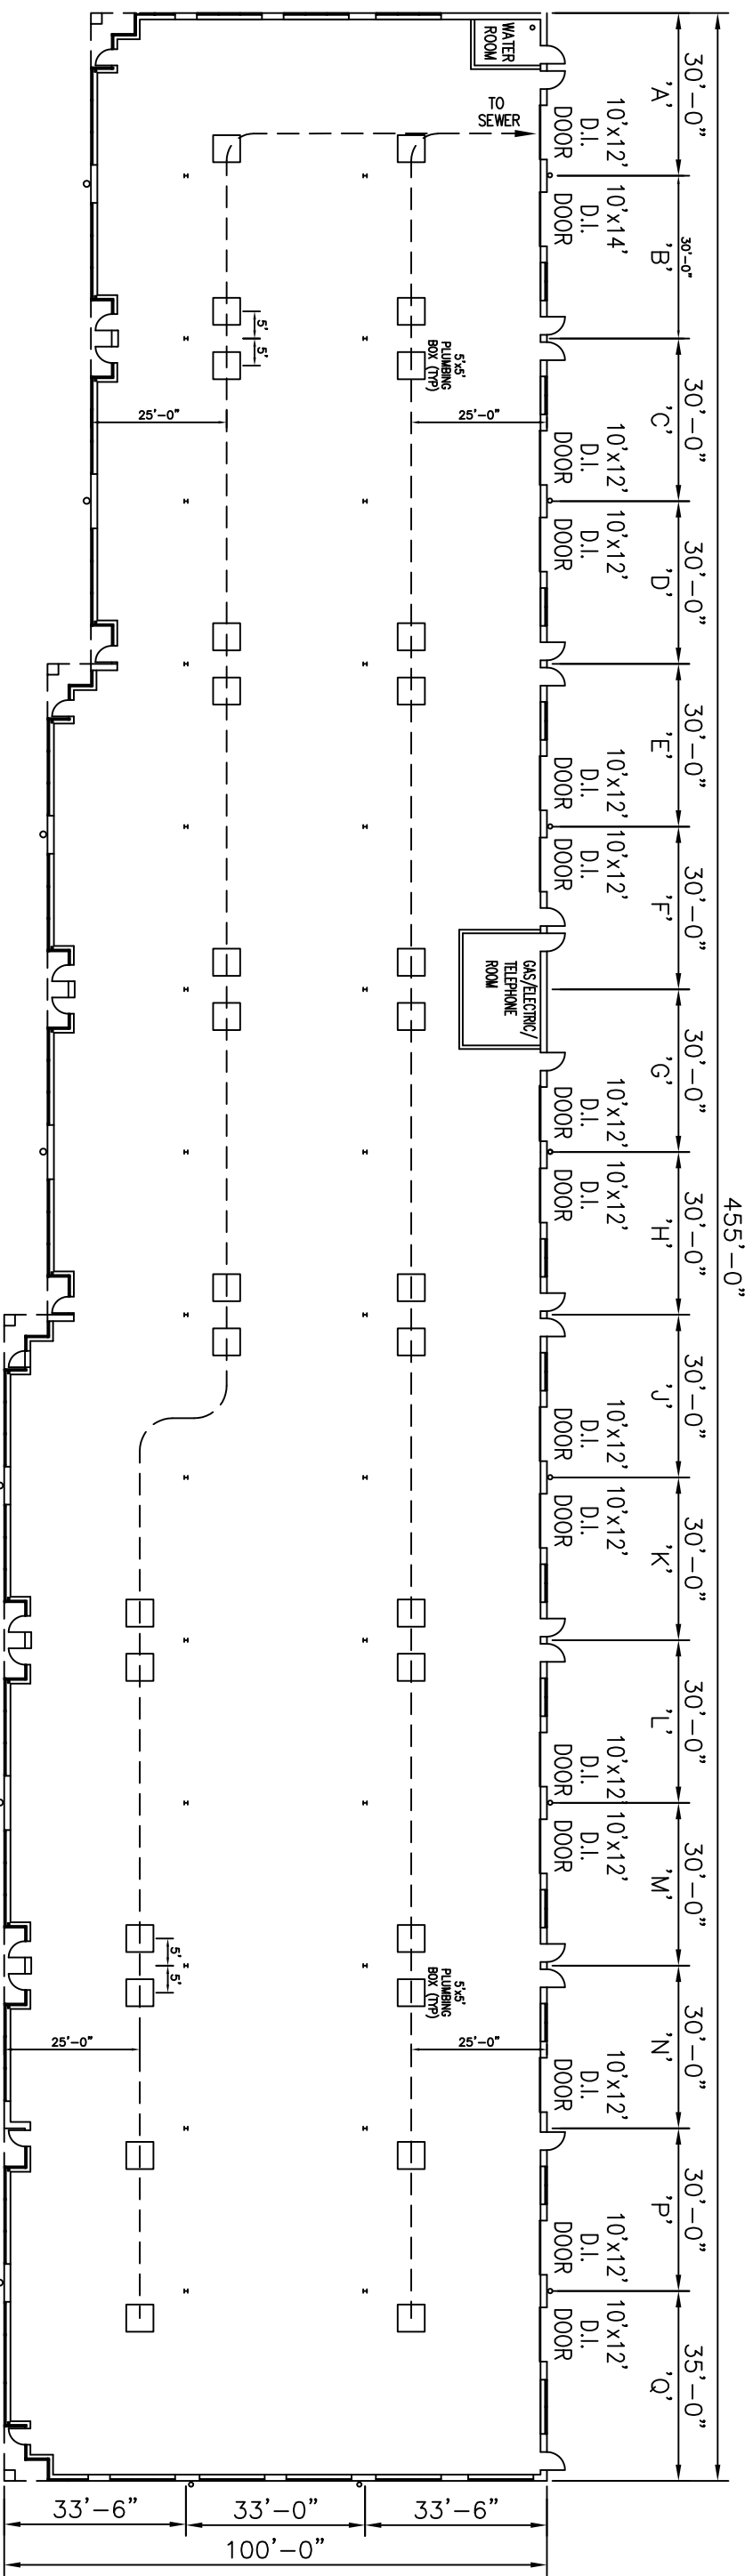 455'-0"
30'-0"
'A'
10'x12'
D.I.
DOOR
30'-0"
'B'
10'x14'
D.I.
DOOR
30'-0"
'C'
10'x12'
D.I.
DOOR
30'-0"
'D'
10'x12'
D.I.
DOOR
30'-0"
'E'
10'x12'
D.I.
DOOR
30'-0"
'F'
10'x12'
D.I.
DOOR
30'-0"
'G'
10'x12'
D.I.
DOOR
30'-0"
'H'
10'x12'
D.I.
DOOR
30'-0"
'J'
10'x12'
D.I.
DOOR
30'-0"
'K'
10'x12'
D.I.
DOOR
30'-0"
'L'
10'x12'
D.I.
DOOR
30'-0"
'M'
10'x12'
D.I.
DOOR
30'-0"
'N'
10'x12'
D.I.
DOOR
30'-0"
'P'
10'x12'
D.I.
DOOR
35'-0"
'Q'
10'x12'
D.I.
DOOR
WATER
ROOM
TO
SEWER
5'x5'
PLUMBING
BOX (TYP)
5'
5'
25'-0"
25'-0"
GAS/ELECTRIC/
TELEPHONE
ROOM
5'x5'
PLUMBING
BOX (TYP)
5'
5'
25'-0"
25'-0"
33'-6"
33'-0"
33'-6"
100'-0"